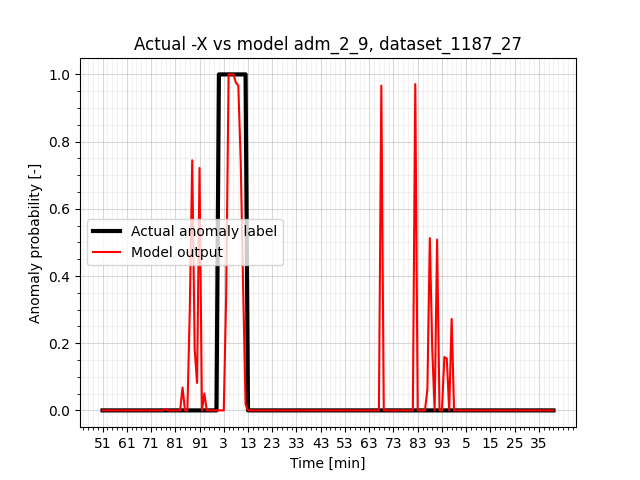 Actual -X vs model adm_2_9, dataset_1187_27
Anomaly probability [-]
1.0
0.8
0.6
0.4
0.2
0.0
Actual anomaly label
Model output
51 61 71 81 91 3 13 23 33 43 53 63 73 83 93 5 15 25 35
Time [min]